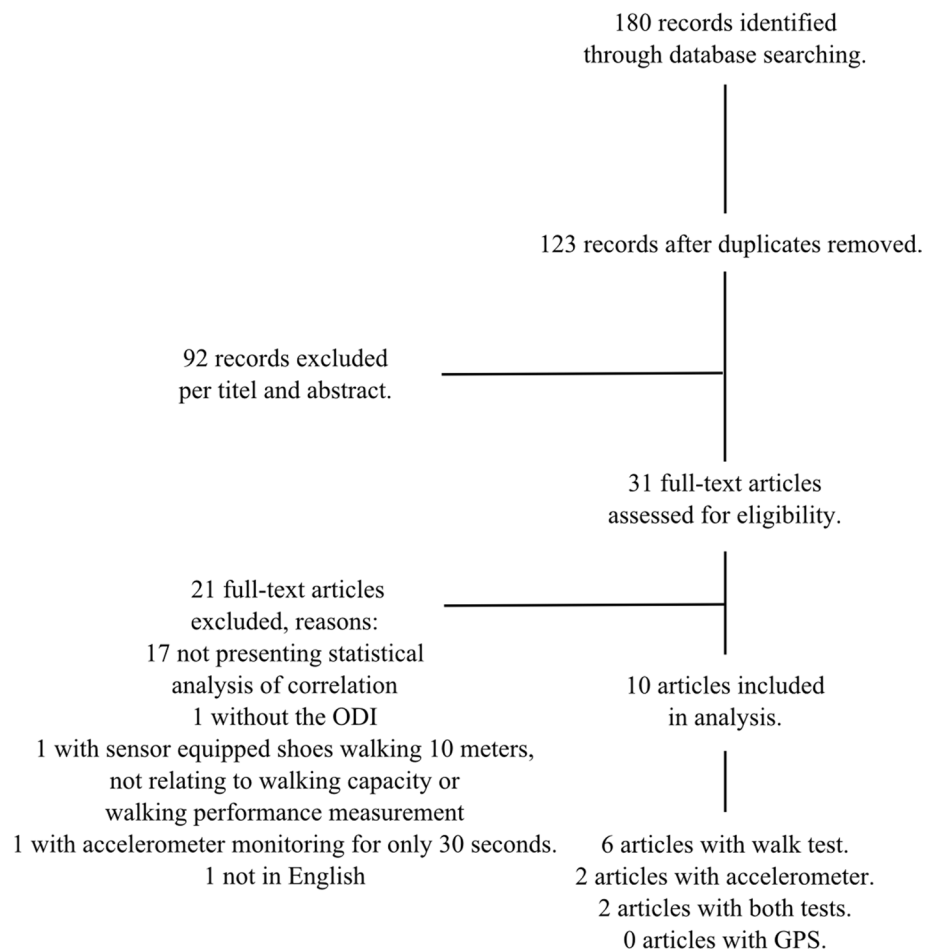 180 records identified
through database searching.
123 records after duplicates removed.
92 records excluded
per titel and abstract.
31 full-text articles
assessed for eligibility.
21 full-text articles
excluded, reasons:
17 not presenting statistical
analysis of correlation
1 without the ODI
1 with sensor equipped shoes walking 10 meters,
not relating to walking capacity or
walking performance measurement
1 with accelerometer monitoring for only 30 seconds.
1 not in English
10 articles included
in analysis.
6 articles with walk test.
2 articles with accelerometer.
2 articles with both tests.
0 articles with GPS.